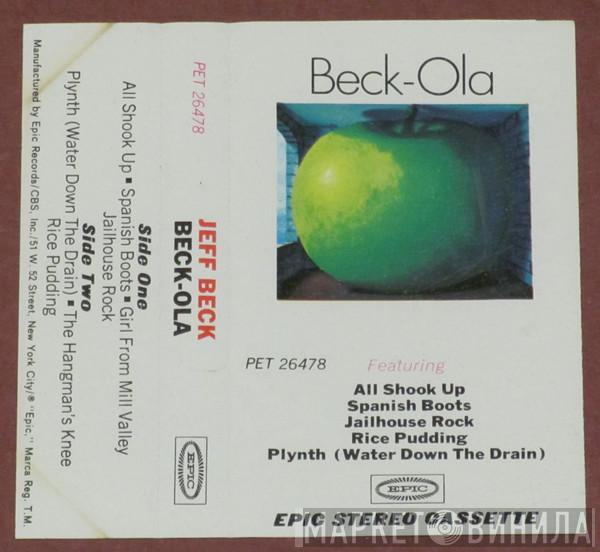 Beck-Ola
PET 26478
Featuring
All Shook Up
Spanish Boots
Jailhouse Rock
Rice Pudding
Plynth (Water Down The Drain)
EPIC
EPIC STEREO CASSETTE
PET 26478
JEFF BECK
BECK-OLA
EPIC
Side One
All Shook Up ▪ Spanish Boots ▪ Girl From Mill Valley
Jailhouse Rock
Side Two
Plynth (Water Down The Drain) ▪ The Hangman's Knee
Rice Pudding
Manufactured by Epic Records/CBS, Inc./51 W. 52 Street, New York City/® "Epic," Marca Reg. T.M.
МАРКЕТВИНИЛА